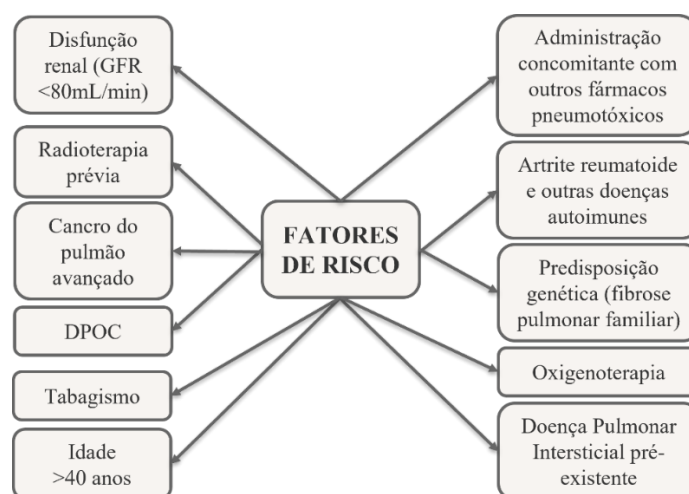 Disfunção
renal (GFR
<80mL/min)
Radioterapia
prévia
Cancro do
pulmão
avançado
DPOC
Tabagismo
Idade
>40 anos
FATORES
DE RISCO
Administração
concomitante com
outros fármacos
pneumotóxicos
Artrite reumatoide
e outras doenças
autoimunes
Predisposição
genética (fibrose
pulmonar familiar)
Oxigenoterapia
Doença Pulmonar
Intersticial pré-
existente